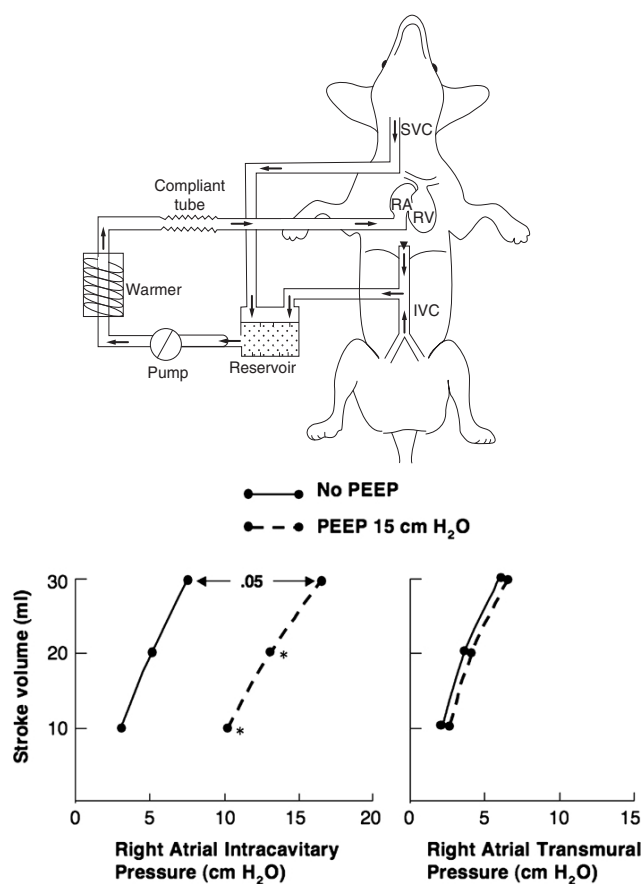 SVC
Compliant
tube
RA
RV
Warmer
IVC
Pump
Reservoir
No PEEP
PEEP 15 cm H₂O
Stroke volume (ml)
30
20
10
.05
*
*
0
5
10
15
20
0
5
10
15
Right Atrial Intracavitary
Pressure (cm H₂O)
Right Atrial Transmural
Pressure (cm H₂O)